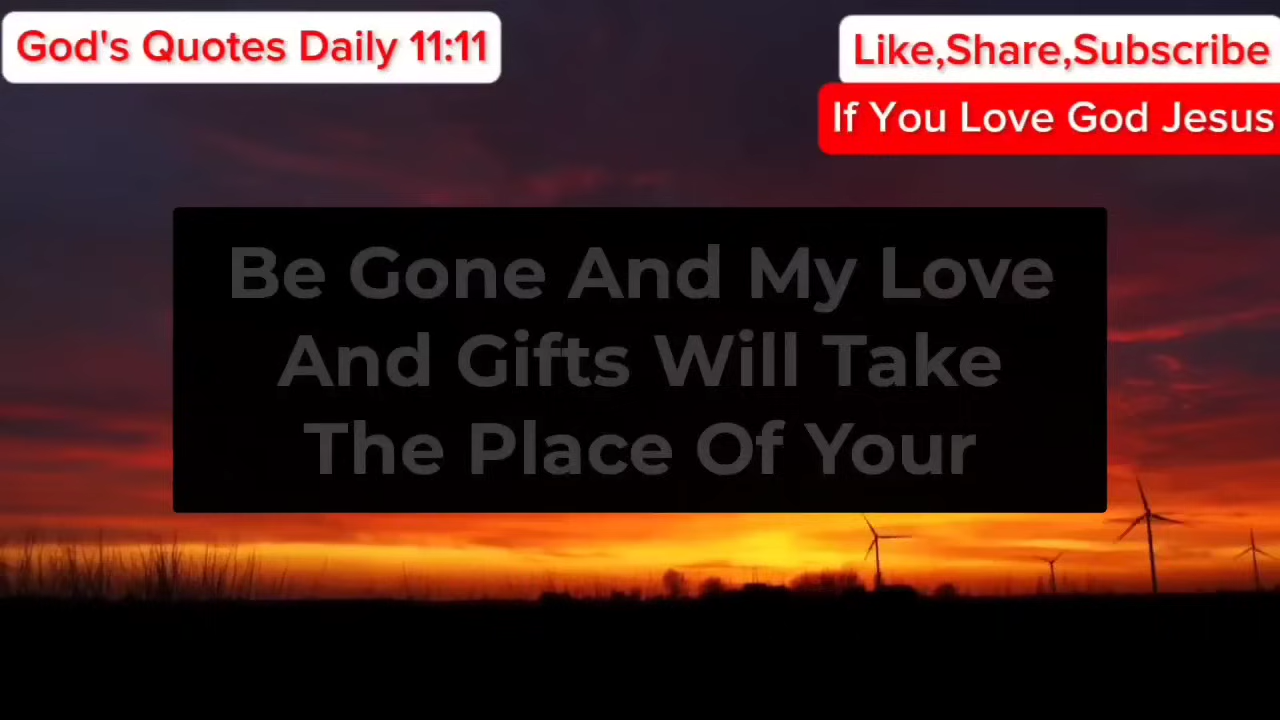 God's Quotes Daily 11:11
Like,Share,Subscribe
If You Love God Jesus
Be Gone And My Love
And Gifts Will Take
The Place Of Your